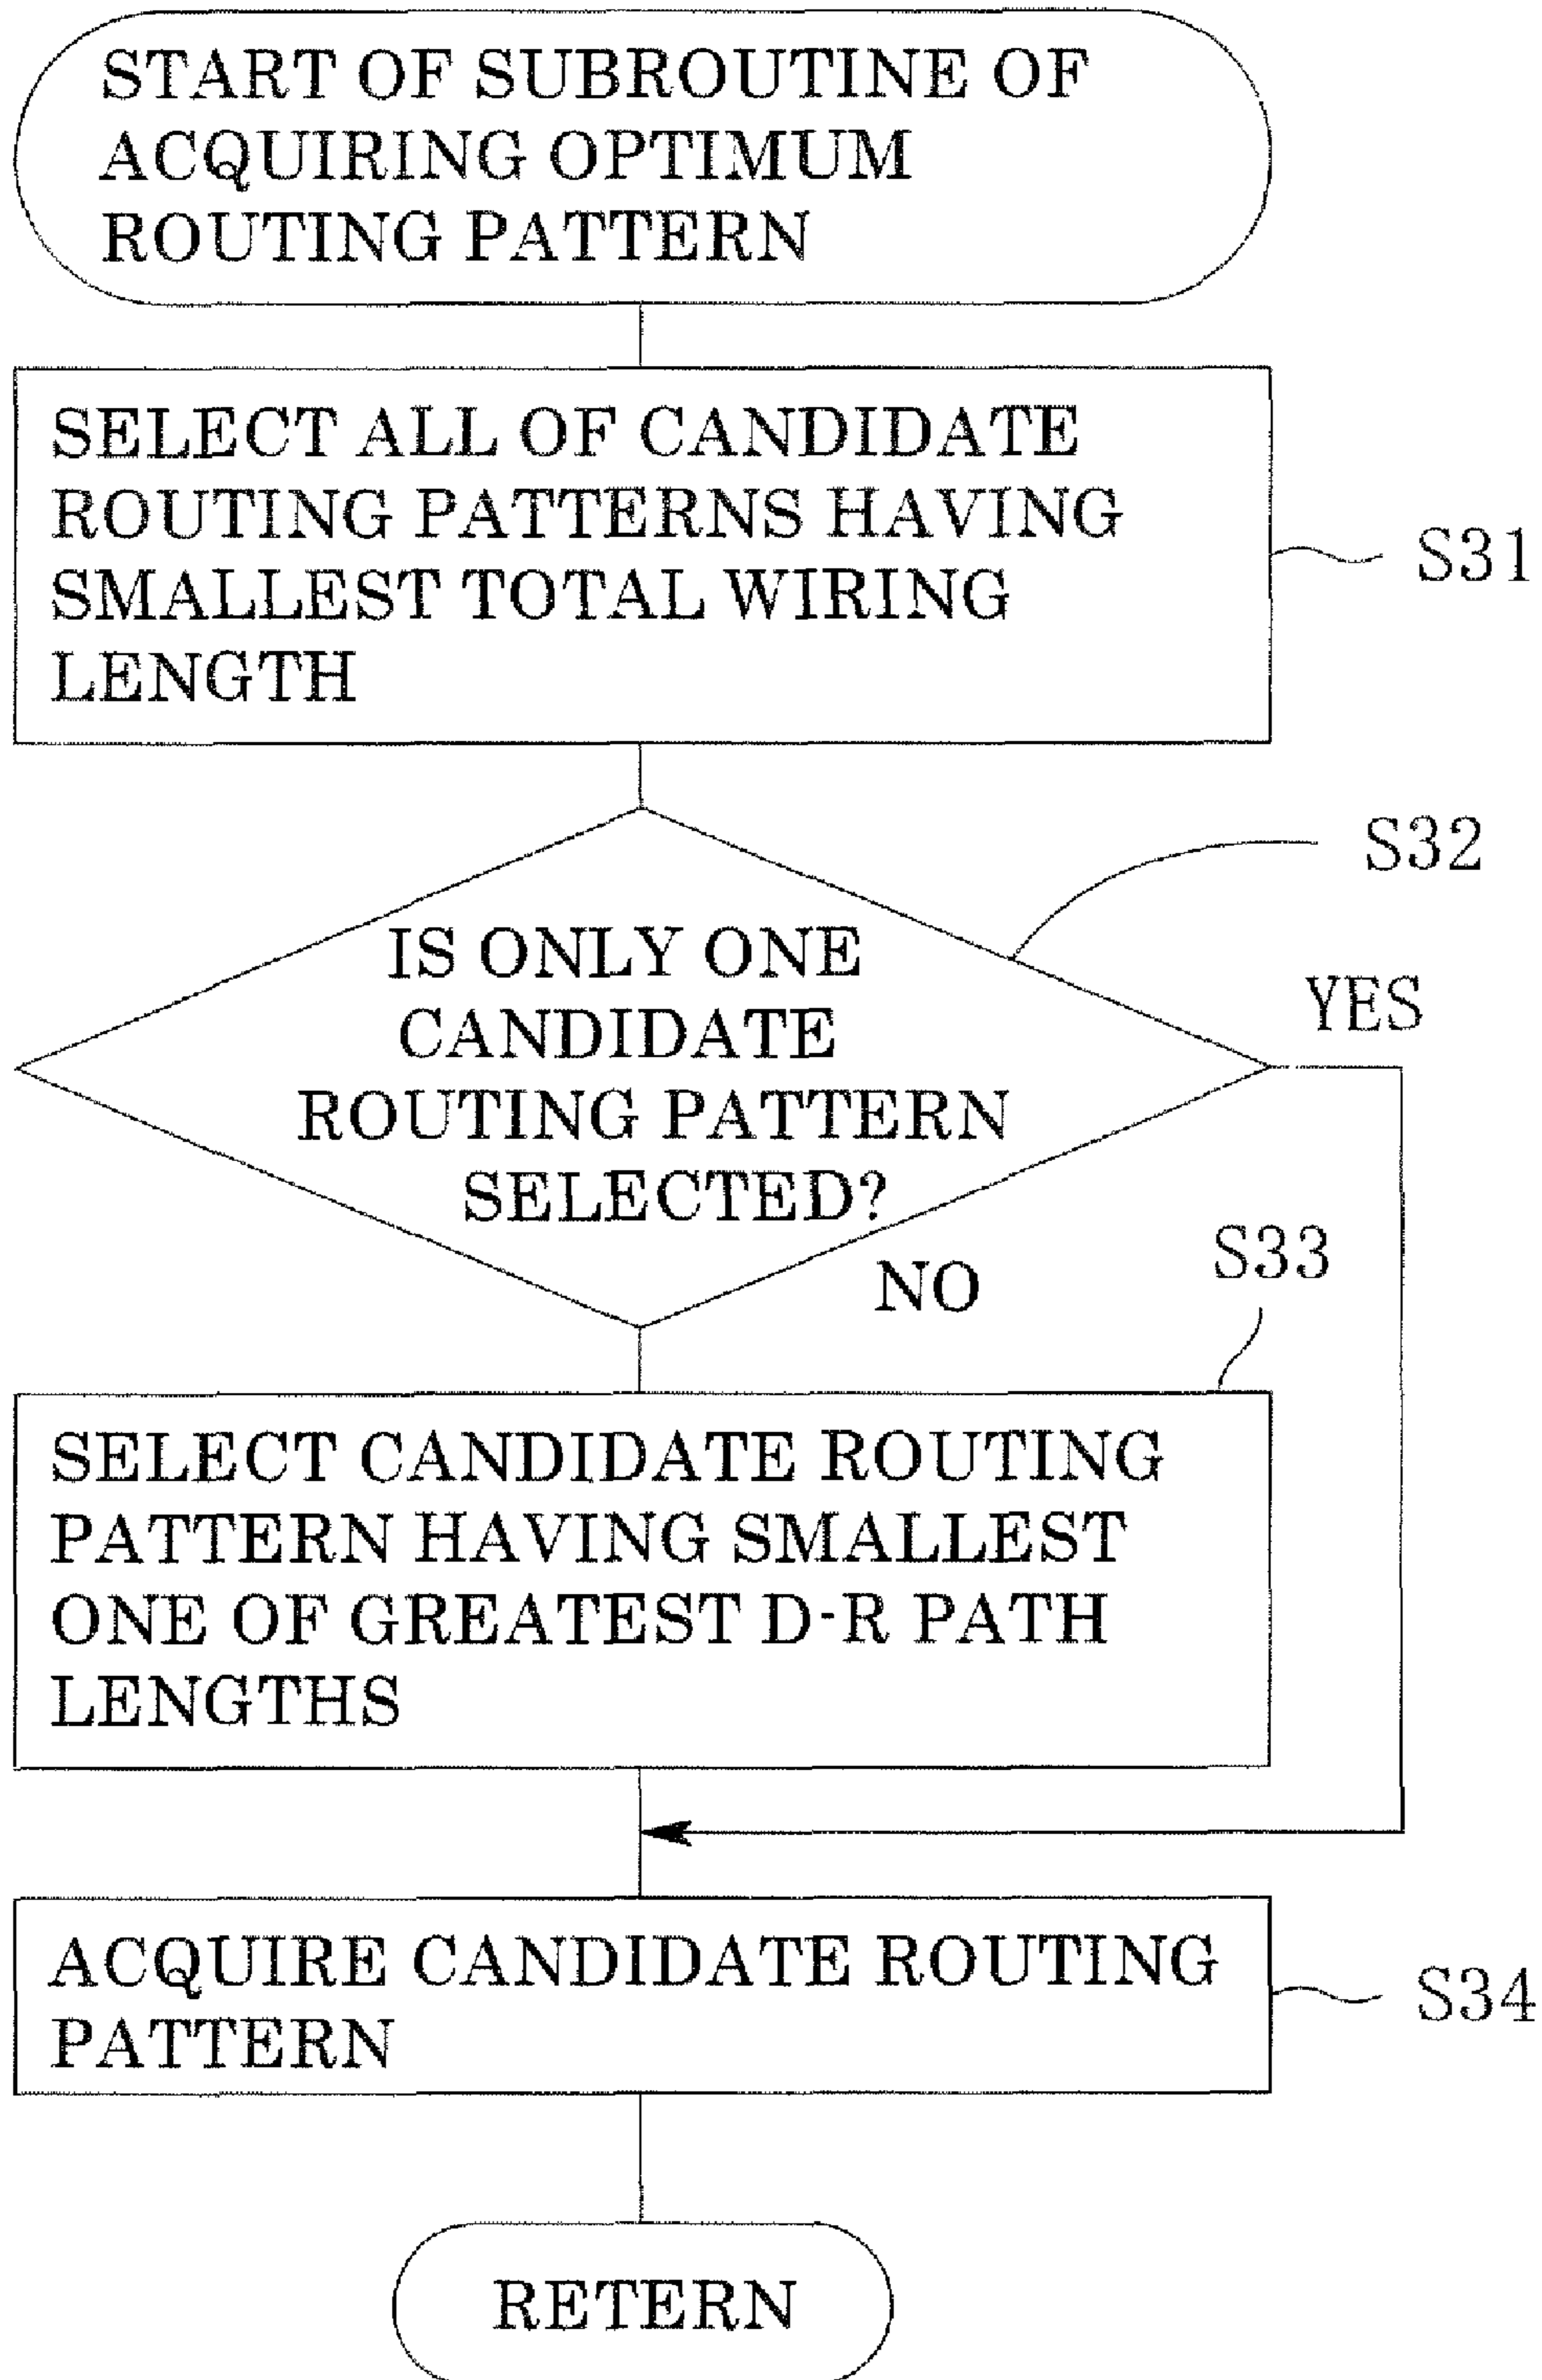 START OF SUBROUTINE OF
ACQUIRING OPTIMUM
ROUTING PATTERN
SELECT ALL OF CANDIDATE
ROUTING PATTERNS HAVING
SMALLEST TOTAL WIRING
LENGTH
S31
S32
IS ONLY ONE
CANDIDATE
ROUTING PATTERN
SELECTED?
YES
NO
S33
SELECT CANDIDATE ROUTING
PATTERN HAVING SMALLEST
ONE OF GREATEST D-R PATH
LENGTHS
ACQUIRE CANDIDATE ROUTING
PATTERN
S34
RETERN